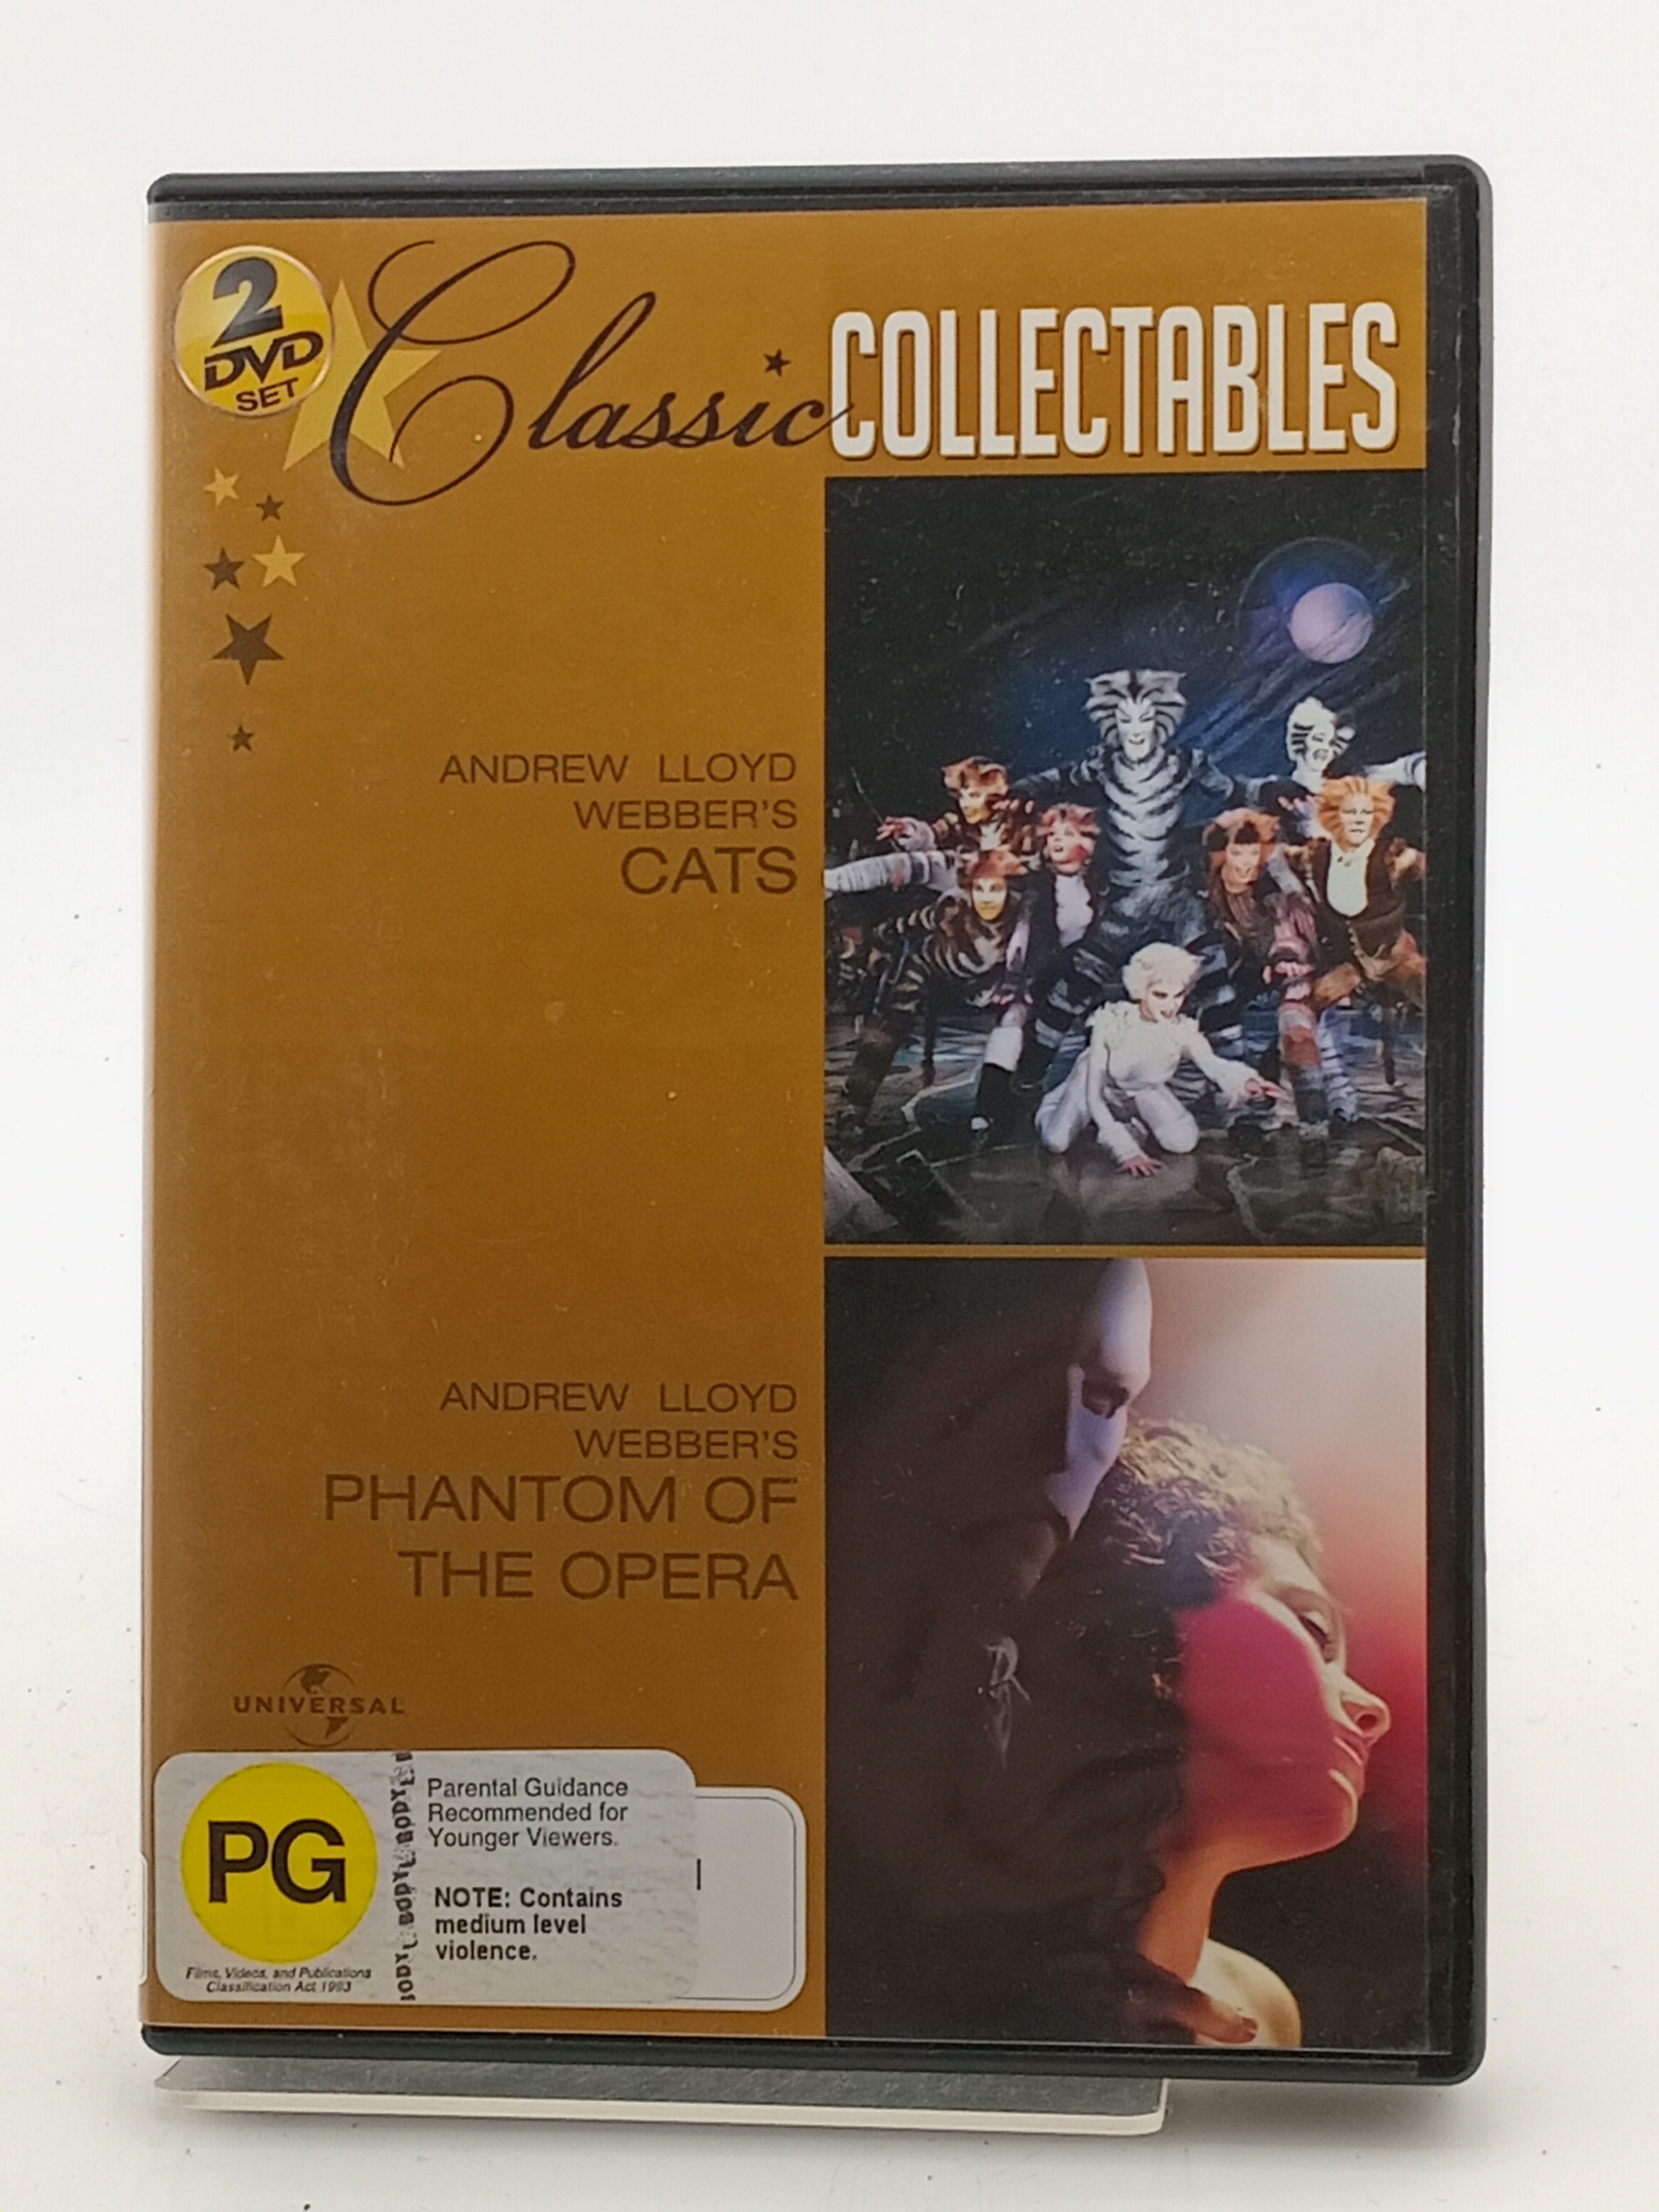 2
DVD
SET
Classic COLLECTABLES
ANDREW LLOYD
WEBBER'S
CATS
ANDREW LLOYD
WEBBER'S
PHANTOM OF
THE OPERA
UNIVERSAL
PG
Films, Videos, and Publications
Classification Act 1993
Parental Guidance
Recommended for
Younger Viewers.
NOTE: Contains
medium level
violence.